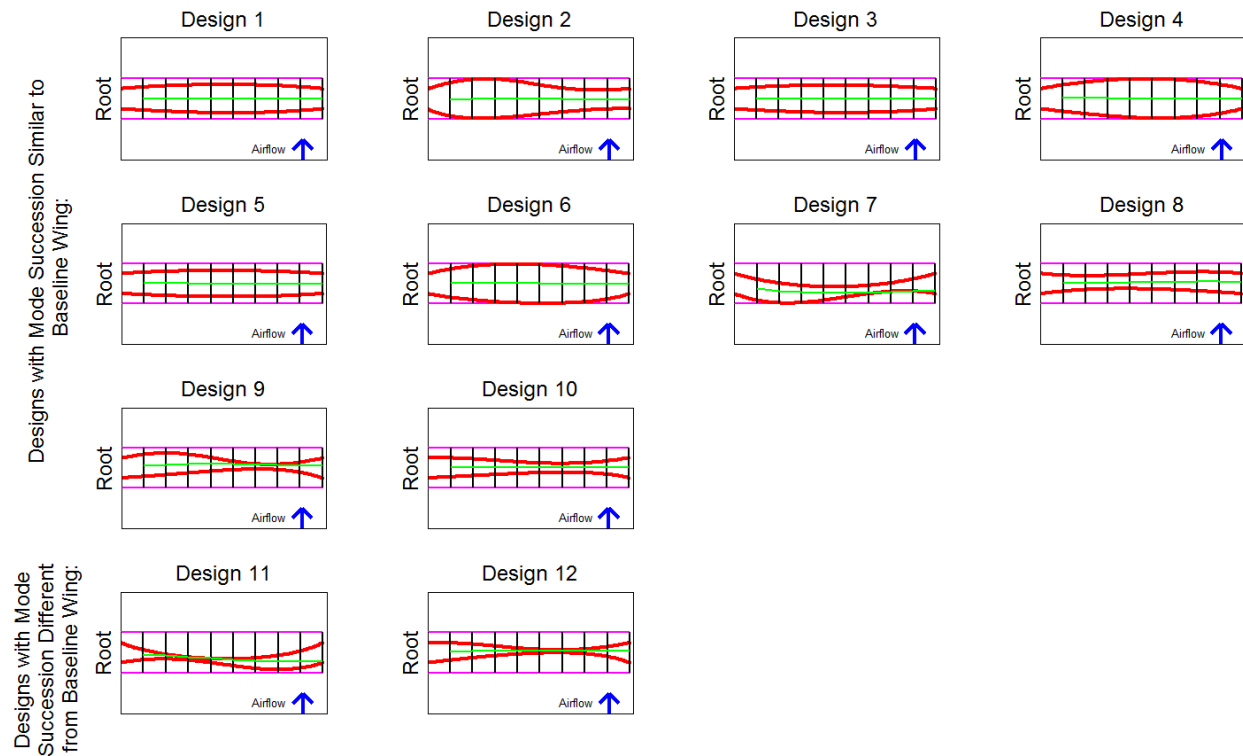 Designs with Mode Succession Similar to
Baseline Wing:
Design 1
Root
Airflow
Design 2
Root
Airflow
Design 3
Root
Airflow
Design 4
Root
Airflow
Design 5
Root
Airflow
Design 6
Root
Airflow
Design 7
Root
Airflow
Design 8
Root
Airflow
Design 9
Root
Airflow
Design 10
Root
Airflow
Designs with Mode
Succession Different
from Baseline Wing:
Design 11
Root
Airflow
Design 12
Root
Airflow